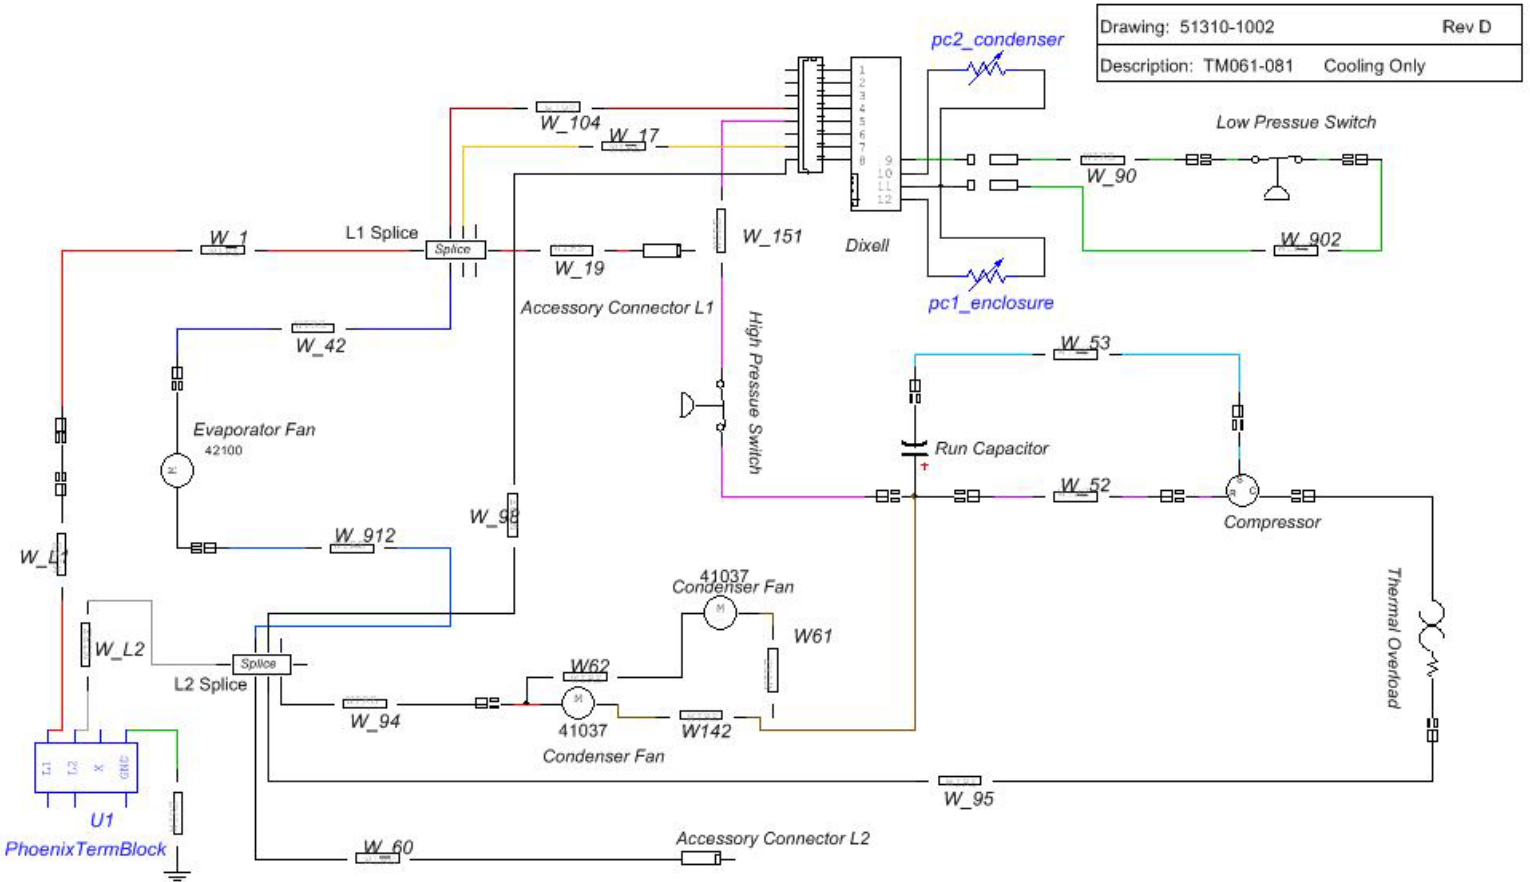 Drawing: 51310-1002 Rev D
Description: TM061-081 Cooling Only
pc2_condenser
Low Pressue Switch
W_104
W_17
1
2
3
4
5
6
7
8
9
10
11
12
W_90
W_1
L1 Splice
Splice
W_19
W_151
Dixell
W_902
Accessory Connector L1
pc1_enclosure
W_42
High Pressue Switch
W_53
Evaporator Fan
42100
M
Run Capacitor
W_98
W_52
S
R
C
Compressor
W_L1
W_912
Thermal Overload
41037
Condenser Fan
M
W61
W_L2
Splice
L2 Splice
W62
M
W_94
41037
W142
Condenser Fan
L1
L2
X
GND
W_95
U1
PhoenixTermBlock
W_60
Accessory Connector L2